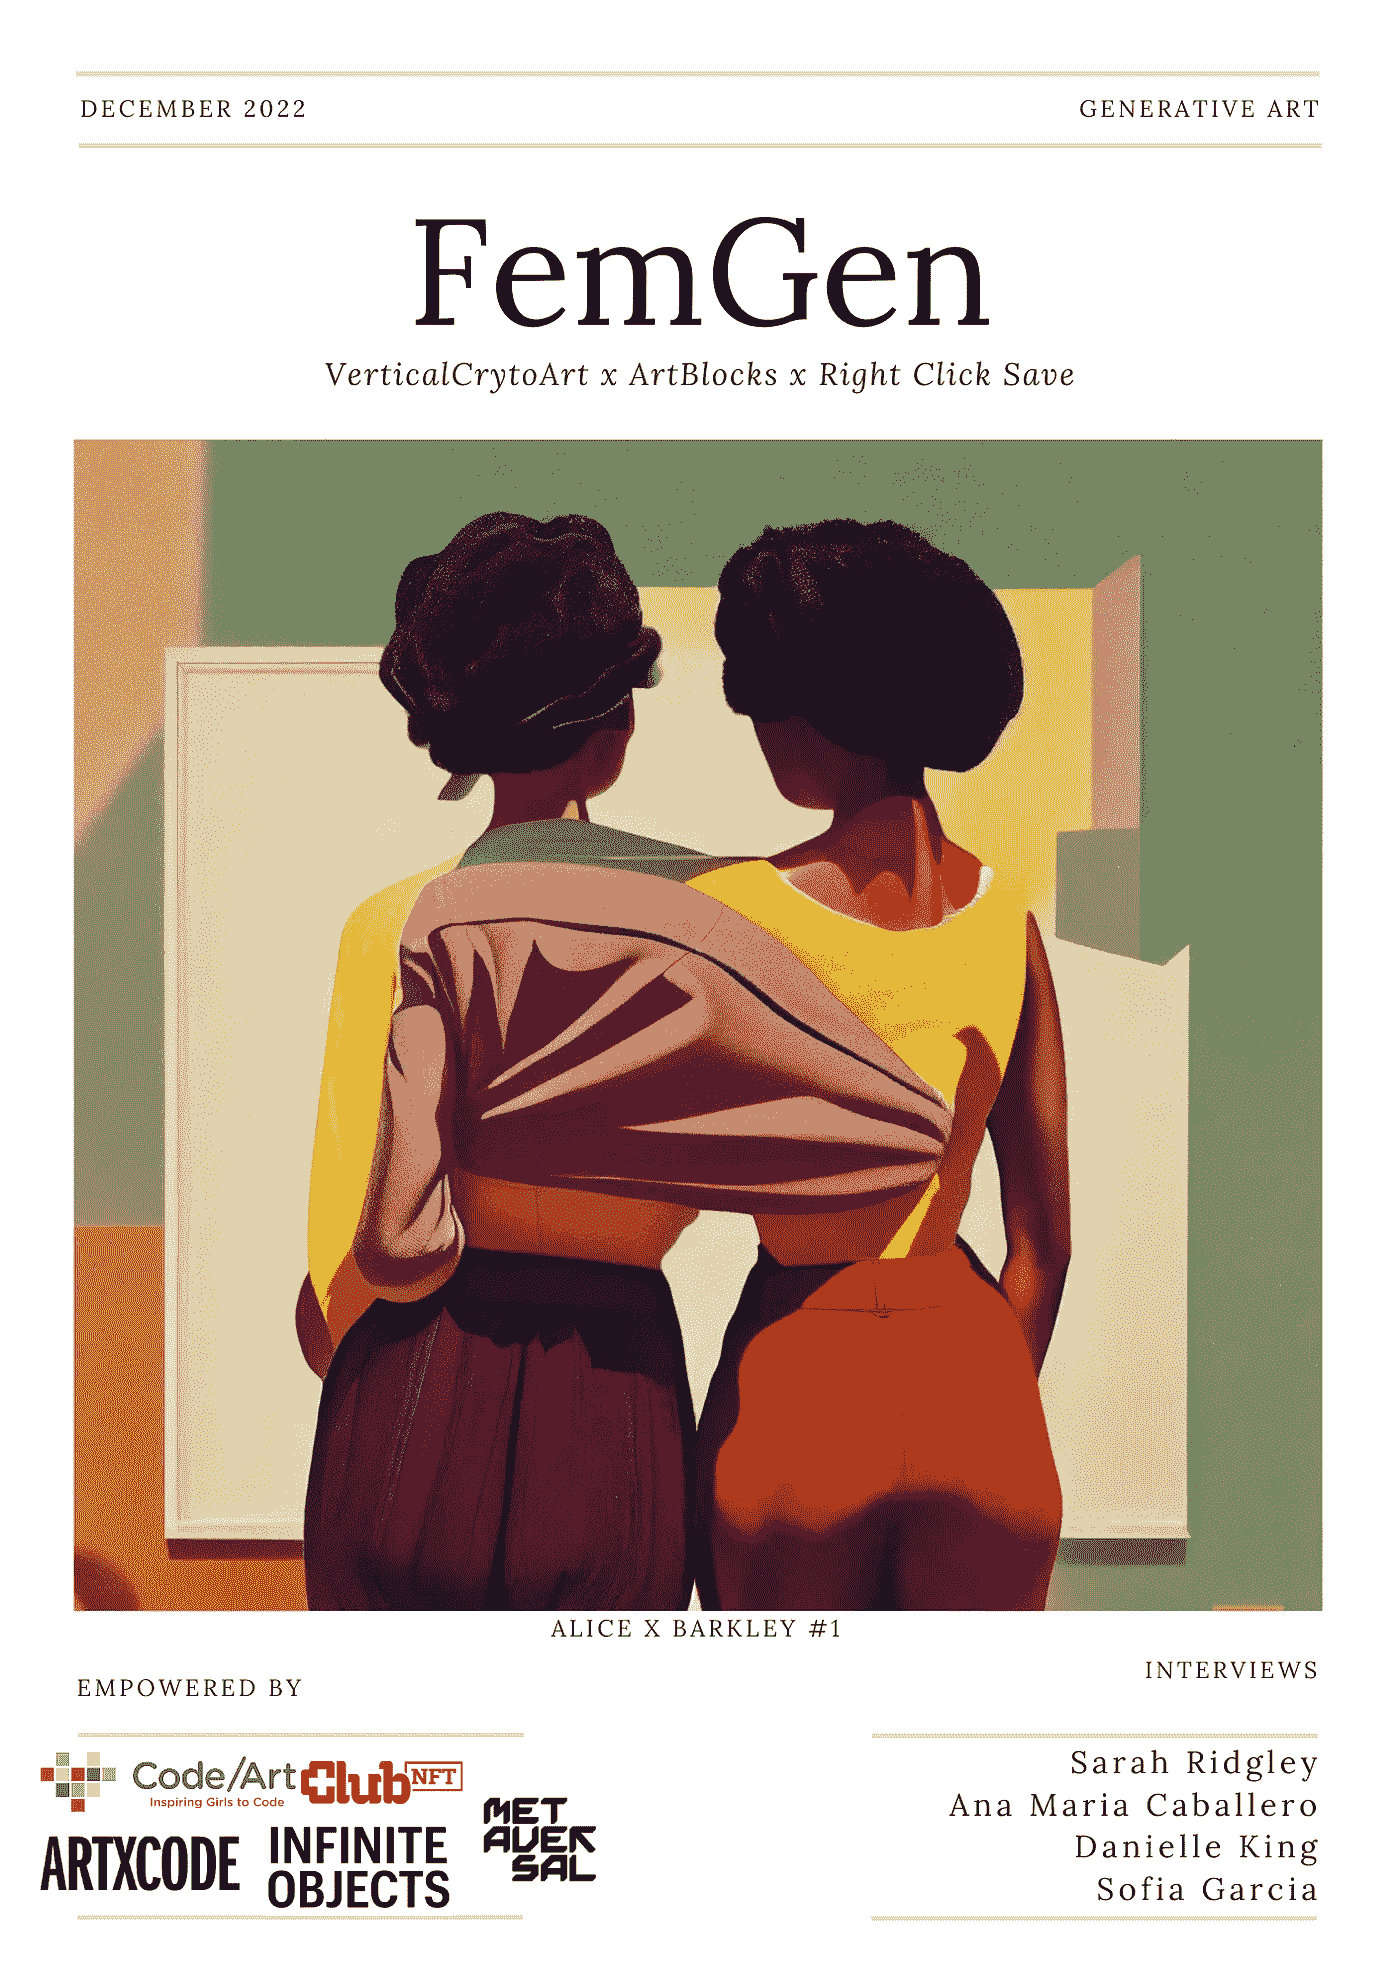 DECEMBER 2022
GENERATIVE ART
FemGen
VerticalCrytoArt x ArtBlocks x Right Click Save
ALICE X BARKLEY #1
EMPOWERED BY
Code/Art
Inspiring Girls to Code
Club NFT
ARTXCODE
INFINITE
OBJECTS
MET
AVER
SAL
INTERVIEWS
Sarah Ridgley
Ana Maria Caballero
Danielle King
Sofia Garcia